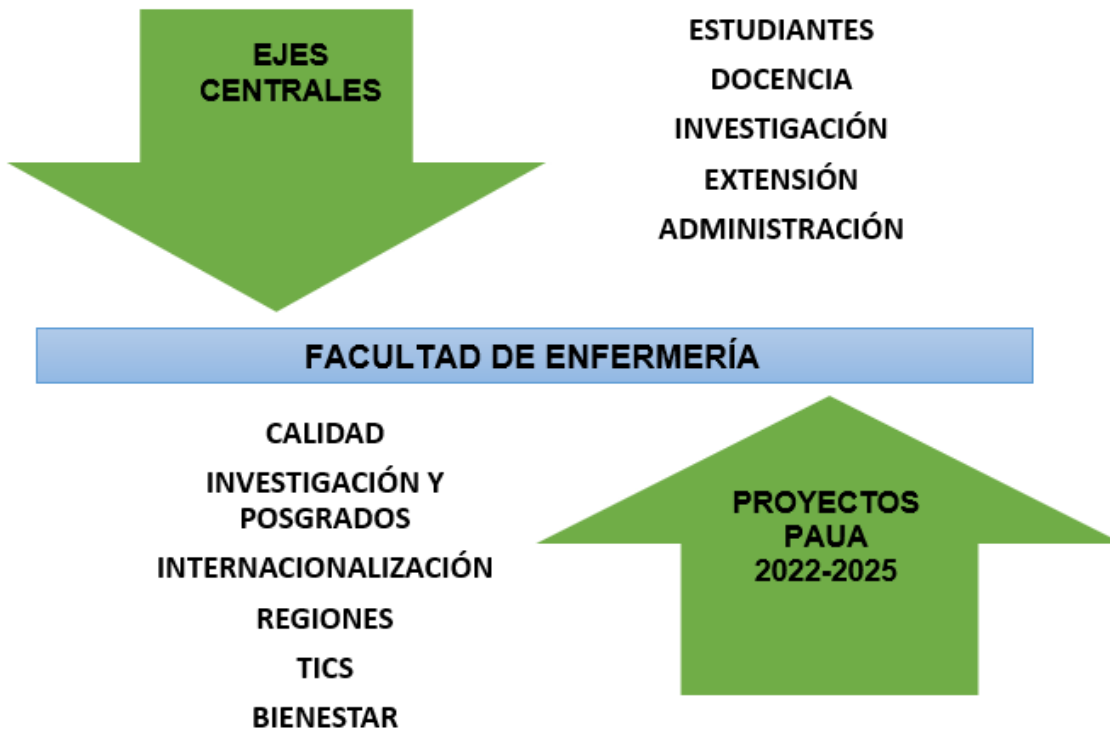 EJES
CENTRALES
ESTUDIANTES
DOCENCIA
INVESTIGACIÓN
EXTENSIÓN
ADMINISTRACIÓN
FACULTAD DE ENFERMERÍA
CALIDAD
INVESTIGACIÓN Y
POSGRADOS
INTERNACIONALIZACIÓN
REGIONES
TICS
BIENESTAR
PROYECTOS
PAUA
2022-2025